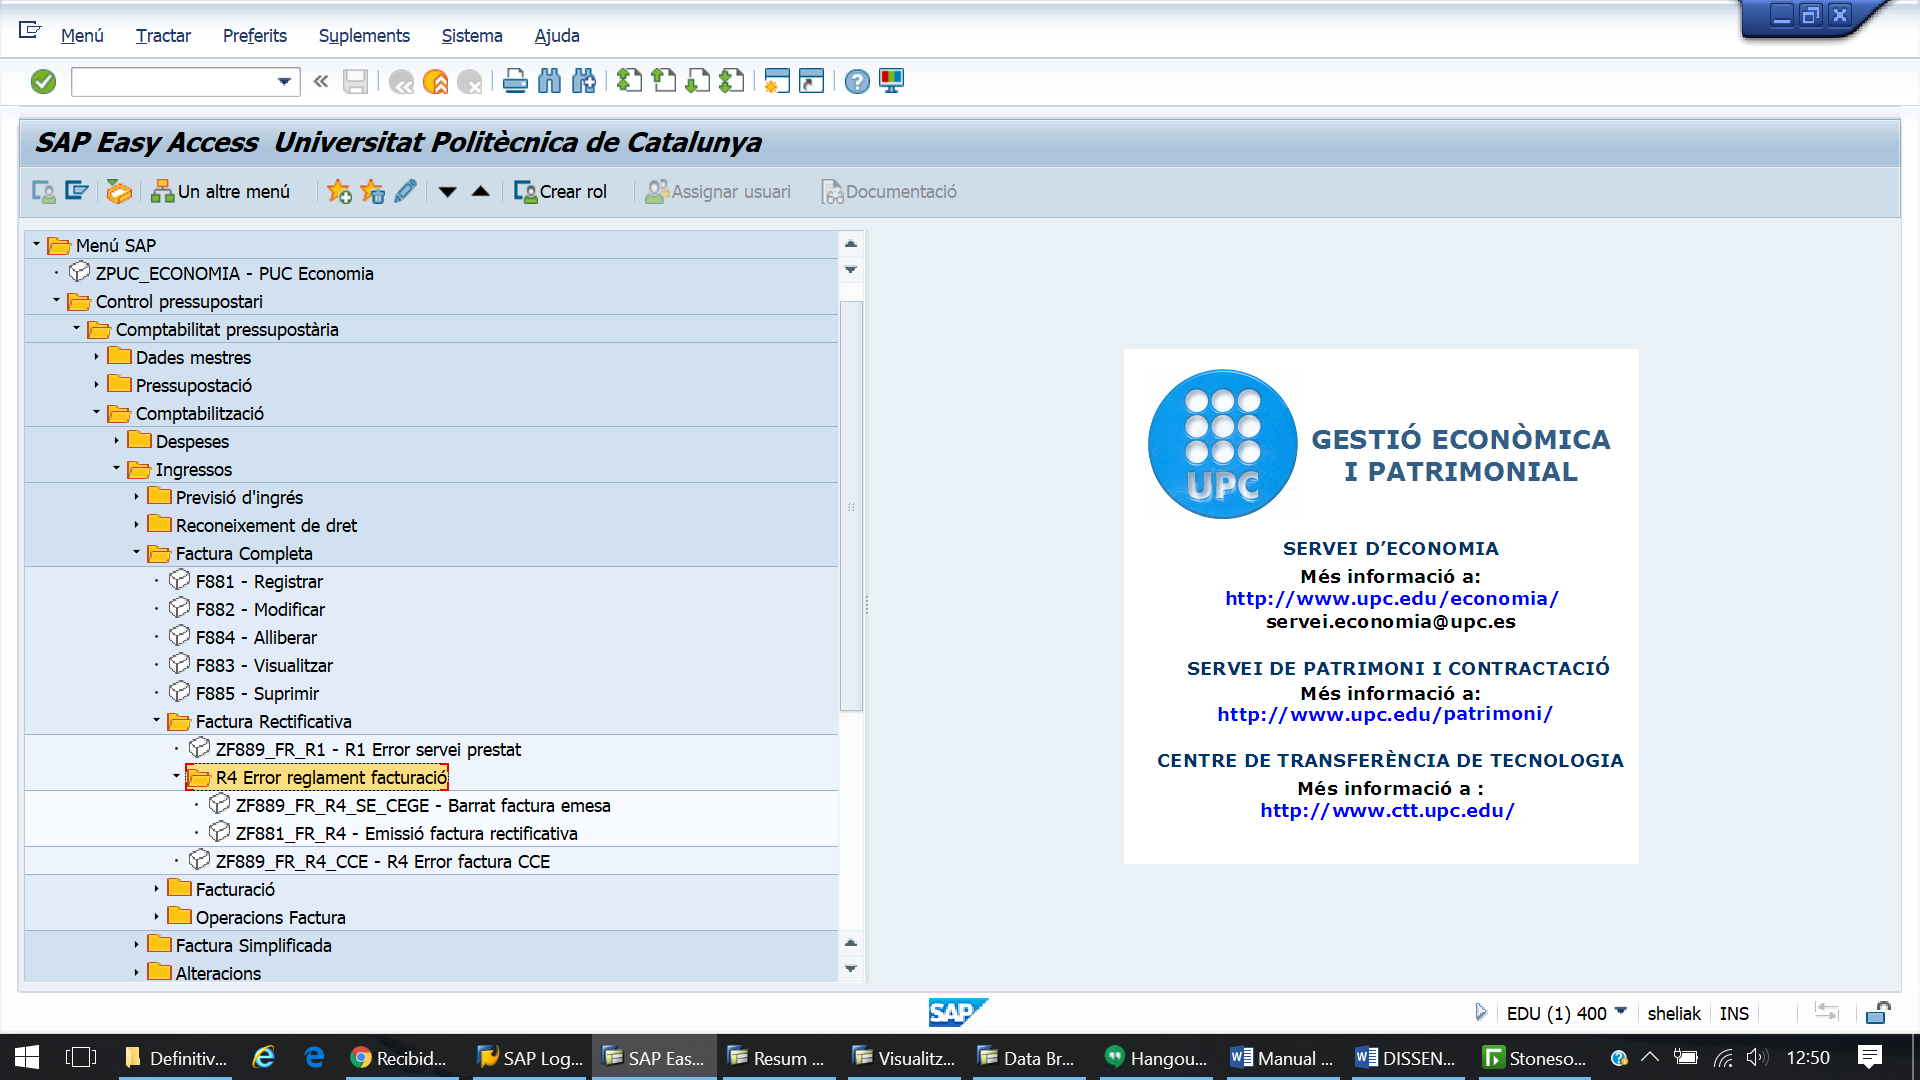 Menú Tractar Preferits Suplements Sistema Ajuda
SAP Easy Access Universitat Politècnica de Catalunya
Un altre menú Crear rol Assignar usuari Documentació
Menú SAP
ZPUC_ECONOMIA - PUC Economia
Control pressupostari
Comptabilitat pressupostària
Dades mestres
Pressupostació
Comptabilització
Despeses
Ingressos
Previsió d'ingrés
Reconeixement de dret
Factura Completa
F881 - Registrar
F882 - Modificar
F884 - Alliberar
F883 - Visualitzar
F885 - Suprimir
Factura Rectificativa
ZF889_FR_R1 - R1 Error servei prestat
R4 Error reglament facturació
ZF889_FR_R4_SE_CEGE - Barrat factura emesa
ZF881_FR_R4 - Emissió factura rectificativa
ZF889_FR_R4_CCE - R4 Error factura CCE
Facturació
Operacions Factura
Factura Simplificada
Alteracions
UPC
GESTIÓ ECONÒMICA
I PATRIMONIAL
SERVEI D’ECONOMIA
Més informació a:
http://www.upc.edu/economia/
servei.economia@upc.es
SERVEI DE PATRIMONI I CONTRACTACIÓ
Més informació a:
http://www.upc.edu/patrimoni/
CENTRE DE TRANSFERÈNCIA DE TECNOLOGIA
Més informació a :
http://www.ctt.upc.edu/
SAP
EDU (1) 400 sheliak INS
Definitiv... Recibid... SAP Log... SAP Eas... Resum ... Visualitz... Data Br... Hangou... Manual ... DISSEN... Stoneso... 12:50